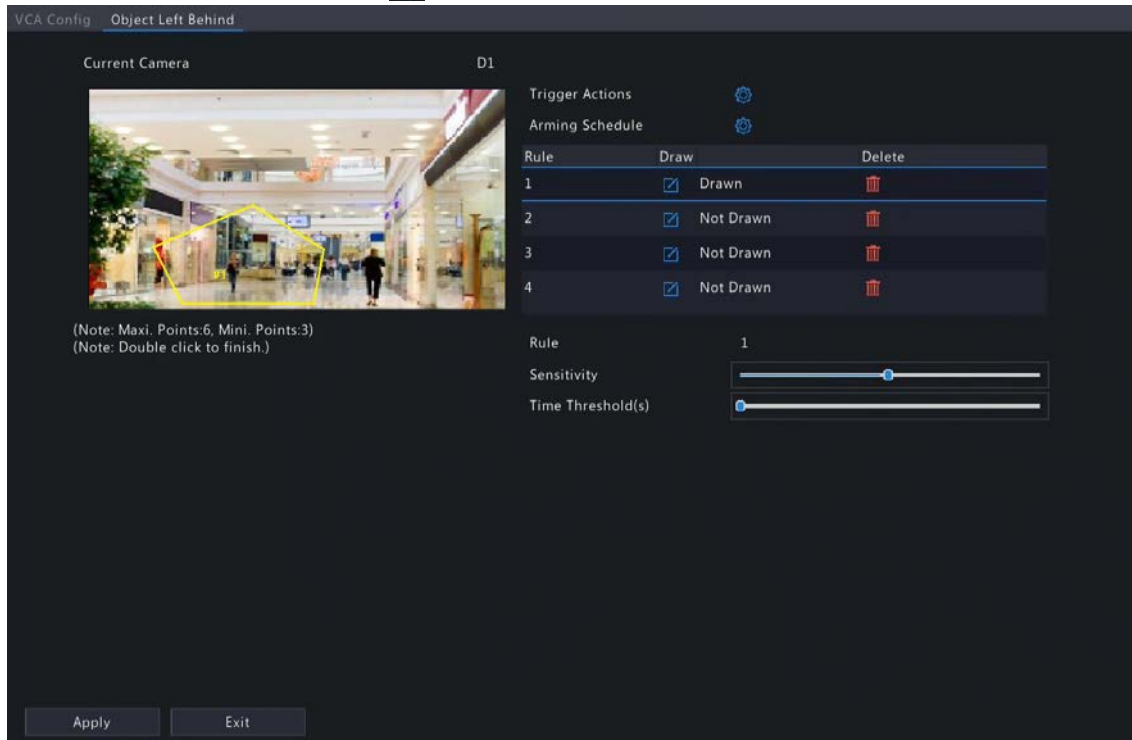 VCA Config Object Left Behind
Current Camera D1
Trigger Actions
Arming Schedule
Rule Draw Delete
1 Drawn
2 Not Drawn
3 Not Drawn
4 Not Drawn
(Note: Maxi. Points:6, Mini. Points:3)
(Note: Double click to finish.)
Rule 1
Sensitivity
Time Threshold(s)
Apply Exit